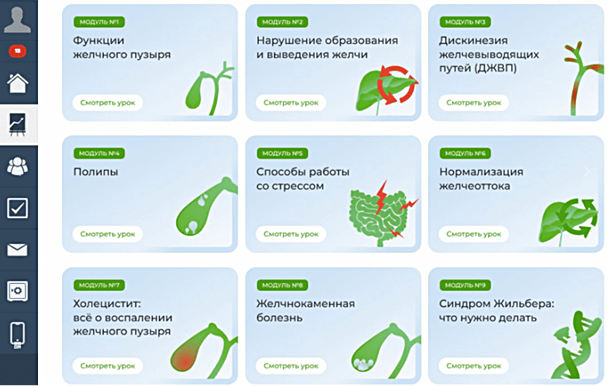 МОДУЛЬ №1
Функции
желчного пузыря
Смотреть урок
МОДУЛЬ №2
Нарушение образования
и выведения желчи
Смотреть урок
МОДУЛЬ №3
Дискинезия
желчевыводящих
путей (ДЖВП)
Смотреть урок
МОДУЛЬ №4
Полипы
Смотреть урок
МОДУЛЬ №5
Способы работы
со стрессом
Смотреть урок
МОДУЛЬ №6
Нормализация
желчеоттока
Смотреть урок
МОДУЛЬ №7
Холецистит:
всё о воспалении
желчного пузыря
Смотреть урок
МОДУЛЬ №8
Желчнокаменная
болезнь
Смотреть урок
МОДУЛЬ №9
Синдром Жильбера:
что нужно делать
Смотреть урок